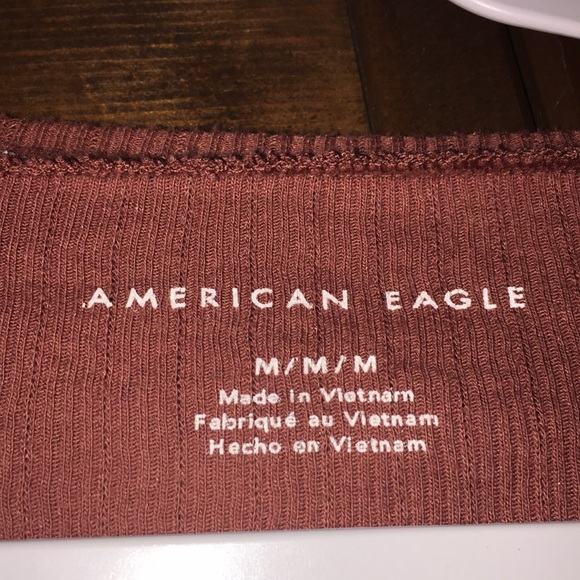 AMERICAN EAGLE
M/M/M
Made in Vietnam
Fabriqué au Vietnam
Hecho en Vietnam